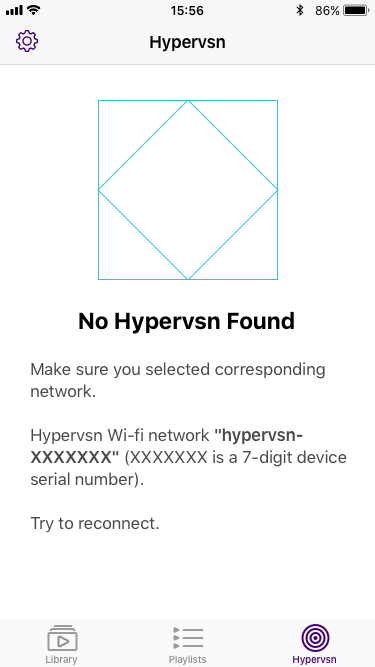 15:56
86%
Hypervsn
No Hypervsn Found
Make sure you selected corresponding
network.
Hypervsn Wi-fi network "hypervsn-
XXXXXXX" (XXXXXXX is a 7-digit device
serial number).
Try to reconnect.
Library
Playlists
Hypervsn